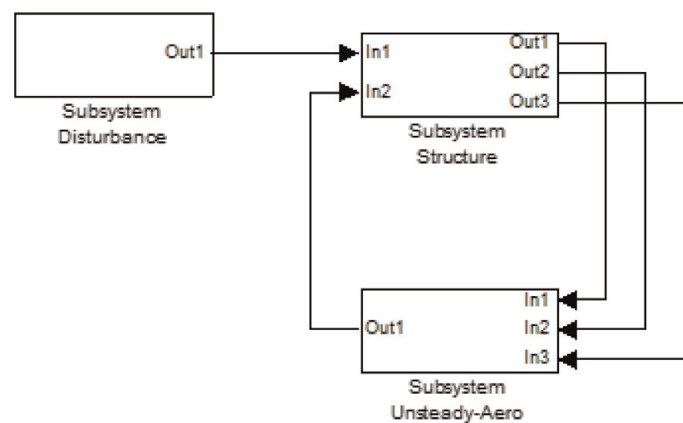 Out1
Subsystem
Disturbance
In1
In2
Out1
Out2
Out3
Subsystem
Structure
Out1
In1
In2
In3
Subsystem
Unsteady-Aero